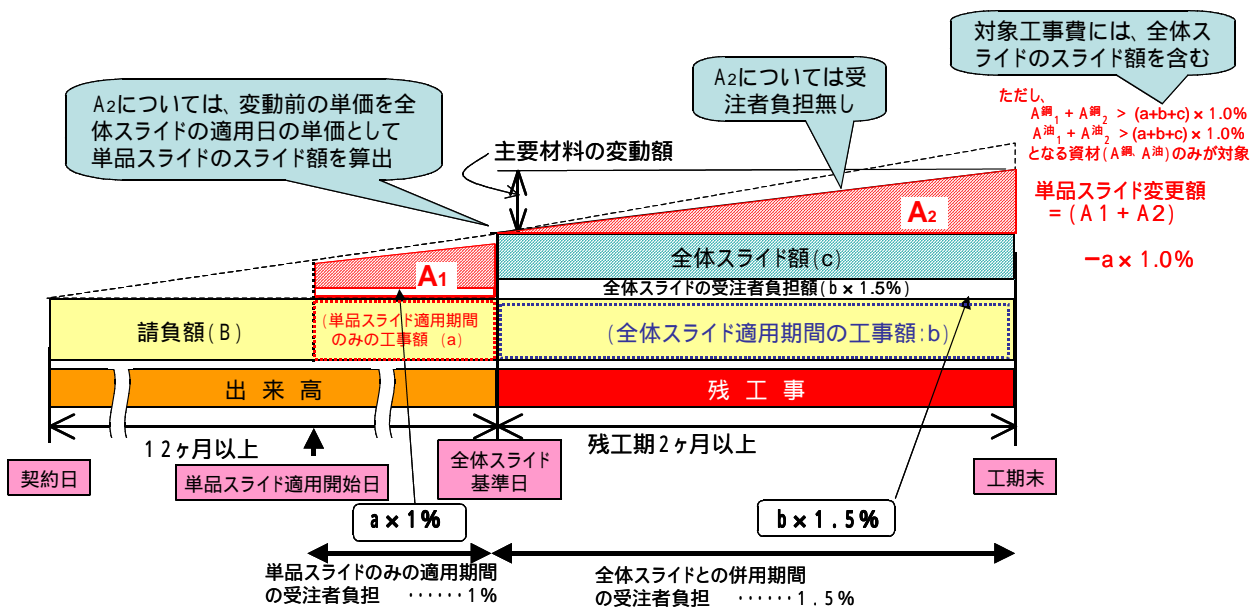 対象工事費には、全体ス
ライドのスライド額を含む
A2については、変動前の単価を全
体スライドの適用日の単価として
単品スライドのスライド額を算出
A2については受
注者負担無し
ただし、
A鋼1 + A鋼2 > (a+b+c) × 1.0%
A油1 + A油2 > (a+b+c) × 1.0%
となる資材(A鋼、A油)のみが対象
主要材料の変動額
単品スライド変更額
=(A1+A2)
−a× 1.0%
A2
A1
全体スライド額(c)
全体スライドの受注者負担額(b × 1.5%)
請負額(B)
(単品スライド適用期間
のみの工事額 (a)
(全体スライド適用期間の工事額:b)
出来高
残工事
12ヶ月以上
残工期2ヶ月以上
契約日
単品スライド適用開始日
全体スライド
基準日
工期末
a×1%
b×1.5%
単品スライドのみの適用期間
の受注者負担 ‥‥‥1%
全体スライドとの併用期間
の受注者負担 ‥‥‥1.5%